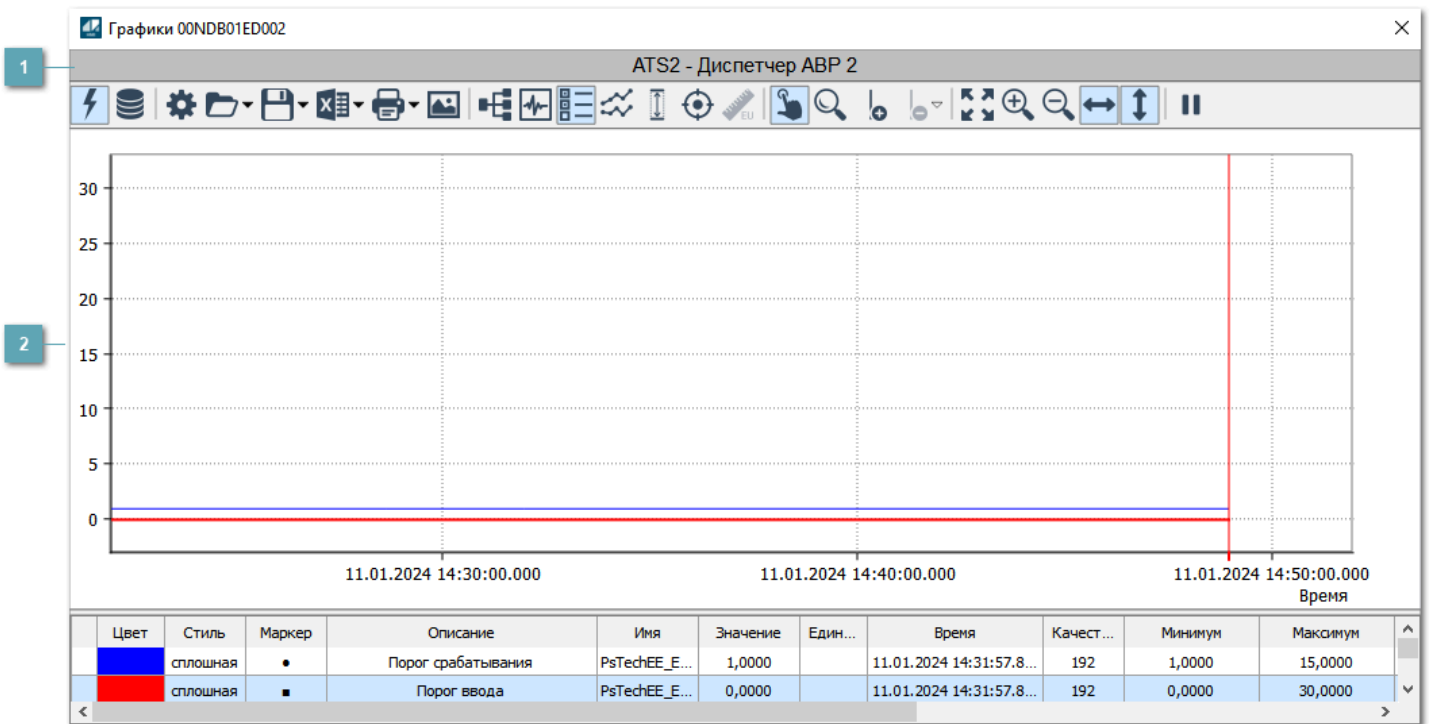 Графики 00NDB01ED002
1
ATS2 - Диспетчер АВР 2
EU
30
25
20
2
15
10
5
0
11.01.2024 14:30:00.000 11.01.2024 14:40:00.000 11.01.2024 14:50:00.000
Время
Цвет Стиль Маркер Описание Имя Значение Един... Время Качест... Минимум Максимум
сплошная Порог срабатывания PsTechEE_E... 1,0000 11.01.2024 14:31:57.8... 192 1,0000 15,0000
сплошная Порог ввода PsTechEE_E... 0,0000 11.01.2024 14:31:57.8... 192 0,0000 30,0000